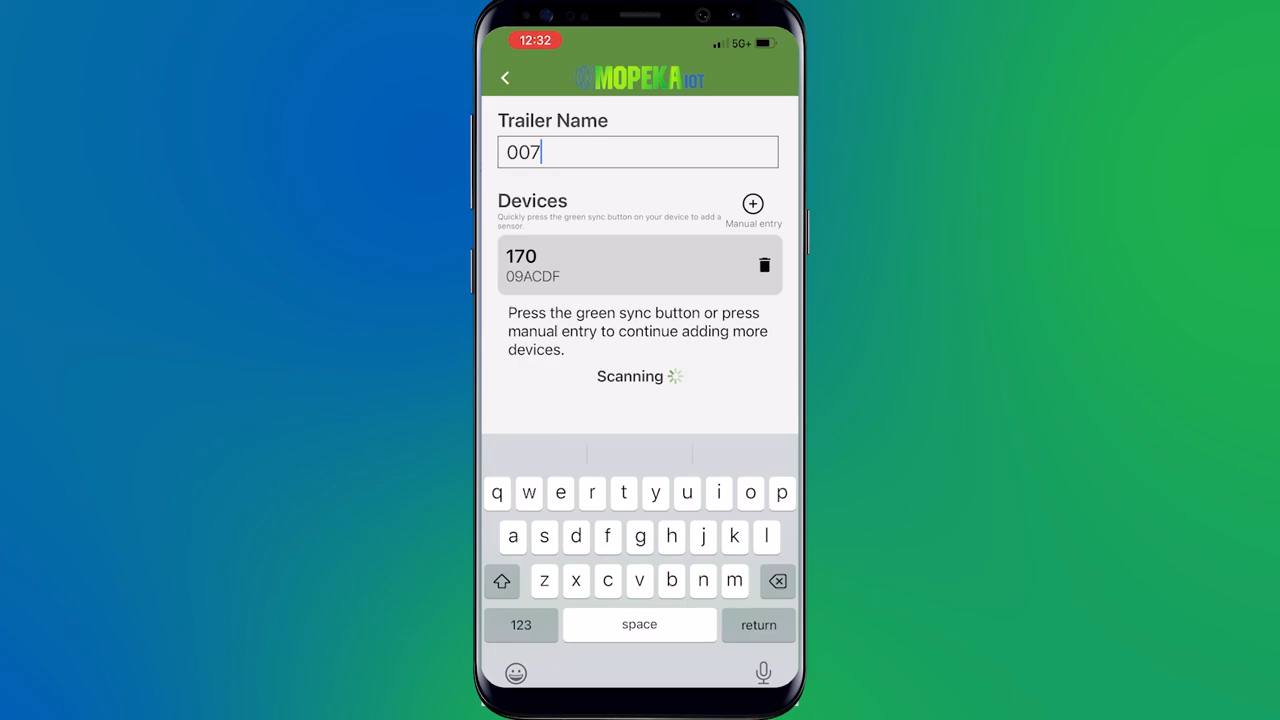 12:32
5G+
MOPEKA IOT
Trailer Name
007
Devices
Quickly press the green sync button on your device to add a
sensor.
Manual entry
170
09ACDF
Press the green sync button or press
manual entry to continue adding more
devices.
Scanning
q w e r t y u i o p
a s d f g h j k l
z x c v b n m
123 space return